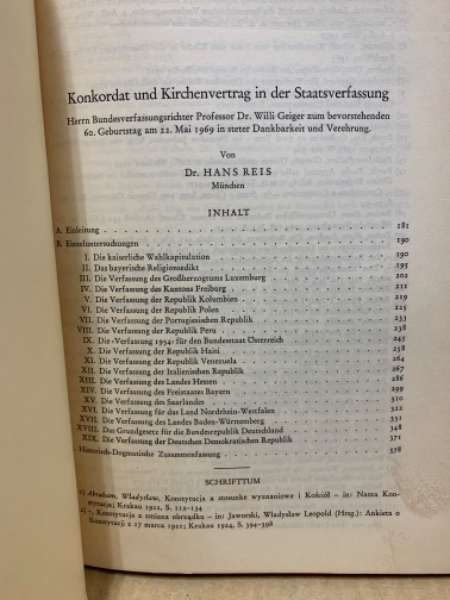 Konkordat und Kirchenvertrag in der Staatsverfassung
Herrn Bundesverfassungsrichter Professor Dr. Willi Geiger zum bevorstehenden
60. Geburtstag am 22. Mai 1969 in steter Dankbarkeit und Verehrung.
Von
Dr. HANS REIS
München
INHALT
A. Einleitung . . . 181
B. Einzeluntersuchungen . . . 190
I. Die kaiserliche Wahlkapitulation . . . 190
II. Das bayerische Religionsedikt . . . 195
III. Die Verfassung des Großherzogtums Luxemburg . . . 202
IV. Die Verfassung des Kantons Freiburg . . . 211
V. Die Verfassung der Republik Kolumbien . . . 219
VI. Die Verfassung der Republik Polen . . . 225
VII. Die Verfassung der Portugiesischen Republik . . . 233
VIII. Die Verfassung der Republik Peru . . . 238
IX. Die ‹Verfassung 1934› für den Bundesstaat Österreich . . . 245
X. Die Verfassung der Republik Haiti . . . 258
XI. Die Verfassung der Republik Venezuela . . . 264
XII. Die Verfassung der Italienischen Republik . . . 267
XIII. Die Verfassung des Landes Hessen . . . 286
XIV. Die Verfassung des Freistaates Bayern . . . 299
XV. Die Verfassung des Saarlandes . . . 310
XVI. Die Verfassung für das Land Nordrhein-Westfalen . . . 322
XVII. Die Verfassung des Landes Baden-Württemberg . . . 331
XVIII. Das Grundgesetz für die Bundesrepublik Deutschland . . . 348
XIX. Die Verfassung der Deutschen Demokratischen Republik . . . 371
Historisch-Dogmatische Zusammenfassung . . . 378
SCHRIFTTUM
1) Abraham, Władysław, Konstytucja a stosunki wyznaniowe i Kościół – in: Nasza Kon-
stytucja; Krakau 1922, S. 112-134
2) –, Konstytucja a zmiana obrządku – in: Jaworski, Władysław Leopold (Hrsg.): Ankieta o
Konstytucji z 17 marca 1921; Krakau 1924, S. 394-398